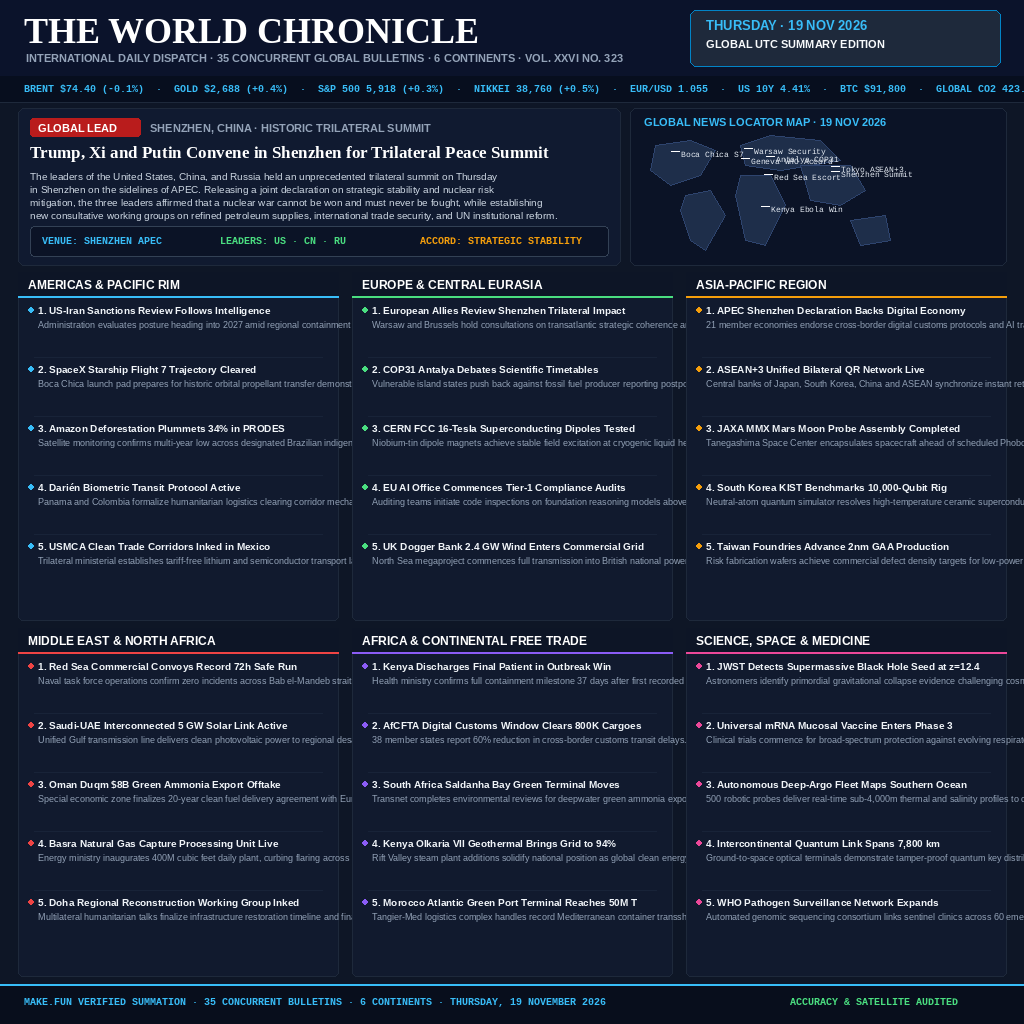 THE WORLD CHRONICLE
INTERNATIONAL DAILY DISPATCH · 35 CONCURRENT GLOBAL BULLETINS · 6 CONTINENTS · VOL. XXVI NO. 323
THURSDAY · 19 NOV 2026
GLOBAL UTC SUMMARY EDITION
BRENT $74.40 (-0.1%) · GOLD $2,688 (+0.4%) · S&P 500 5,918 (+0.3%) · NIKKEI 38,760 (+0.5%) · EUR/USD 1.055 · US 10Y 4.41% · BTC $91,800 · GLOBAL CO2 423.
GLOBAL LEAD
SHENZHEN, CHINA · HISTORIC TRILATERAL SUMMIT
Trump, Xi and Putin Convene in Shenzhen for Trilateral Peace Summit
The leaders of the United States, China, and Russia held an unprecedented trilateral summit on Thursday
in Shenzhen on the sidelines of APEC. Releasing a joint declaration on strategic stability and nuclear risk
mitigation, the three leaders affirmed that a nuclear war cannot be won and must never be fought, while establishing
new consultative working groups on refined petroleum supplies, international trade security, and UN institutional reform.
VENUE: SHENZHEN APEC
LEADERS: US · CN · RU
ACCORD: STRATEGIC STABILITY
GLOBAL NEWS LOCATOR MAP · 19 NOV 2026
Boca Chica S7
Warsaw Security
Geneva WHO Accord
Antalya COP31
Tokyo ASEAN+3
Shenzhen Summit
Red Sea Escort
Kenya Ebola Win
AMERICAS & PACIFIC RIM
1. US-Iran Sanctions Review Follows Intelligence
Administration evaluates posture heading into 2027 amid regional containment
2. SpaceX Starship Flight 7 Trajectory Cleared
Boca Chica launch pad prepares for historic orbital propellant transfer demonst
3. Amazon Deforestation Plummets 34% in PRODES
Satellite monitoring confirms multi-year low across designated Brazilian indigen
4. Darién Biometric Transit Protocol Active
Panama and Colombia formalize humanitarian logistics clearing corridor mecha
5. USMCA Clean Trade Corridors Inked in Mexico
Trilateral ministerial establishes tariff-free lithium and semiconductor transport l
EUROPE & CENTRAL EURASIA
1. European Allies Review Shenzhen Trilateral Impact
Warsaw and Brussels hold consultations on transatlantic strategic coherence a
2. COP31 Antalya Debates Scientific Timetables
Vulnerable island states push back against fossil fuel producer reporting postpo
3. CERN FCC 16-Tesla Superconducting Dipoles Tested
Niobium-tin dipole magnets achieve stable field excitation at cryogenic liquid he
4. EU AI Office Commences Tier-1 Compliance Audits
Auditing teams initiate code inspections on foundation reasoning models above
5. UK Dogger Bank 2.4 GW Wind Enters Commercial Grid
North Sea megaproject commences full transmission into British national powe
ASIA-PACIFIC REGION
1. APEC Shenzhen Declaration Backs Digital Economy
21 member economies endorse cross-border digital customs protocols and AI tr
2. ASEAN+3 Unified Bilateral QR Network Live
Central banks of Japan, South Korea, China and ASEAN synchronize instant ret
3. JAXA MMX Mars Moon Probe Assembly Completed
Tanegashima Space Center encapsulates spacecraft ahead of scheduled Phobo
4. South Korea KIST Benchmarks 10,000-Qubit Rig
Neutral-atom quantum simulator resolves high-temperature ceramic supercondu
5. Taiwan Foundries Advance 2nm GAA Production
Risk fabrication wafers achieve commercial defect density targets for low-power
MIDDLE EAST & NORTH AFRICA
1. Red Sea Commercial Convoys Record 72h Safe Run
Naval task force operations confirm zero incidents across Bab el-Mandeb strait
2. Saudi-UAE Interconnected 5 GW Solar Link Active
Unified Gulf transmission line delivers clean photovoltaic power to regional des
3. Oman Duqm $8B Green Ammonia Export Offtake
Special economic zone finalizes 20-year clean fuel delivery agreement with Eu
4. Basra Natural Gas Capture Processing Unit Live
Energy ministry inaugurates 400M cubic feet daily plant, curbing flaring across
5. Doha Regional Reconstruction Working Group Inked
Multilateral humanitarian talks finalize infrastructure restoration timeline and fin
AFRICA & CONTINENTAL FREE TRADE
1. Kenya Discharges Final Patient in Outbreak Win
Health ministry confirms full containment milestone 37 days after first recorded
2. AfCFTA Digital Customs Window Clears 800K Cargoes
38 member states report 60% reduction in cross-border customs transit delays.
3. South Africa Saldanha Bay Green Terminal Moves
Transnet completes environmental reviews for deepwater green ammonia expo
4. Kenya Olkaria VII Geothermal Brings Grid to 94%
Rift Valley steam plant additions solidify national position as global clean energy
5. Morocco Atlantic Green Port Terminal Reaches 50M T
Tangier-Med logistics complex handles record Mediterranean container transsh
SCIENCE, SPACE & MEDICINE
1. JWST Detects Supermassive Black Hole Seed at z=12.4
Astronomers identify primordial gravitational collapse evidence challenging cosm
2. Universal mRNA Mucosal Vaccine Enters Phase 3
Clinical trials commence for broad-spectrum protection against evolving respirat
3. Autonomous Deep-Argo Fleet Maps Southern Ocean
500 robotic probes deliver real-time sub-4,000m thermal and salinity profiles to c
4. Intercontinental Quantum Link Spans 7,800 km
Ground-to-space optical terminals demonstrate tamper-proof quantum key distri
5. WHO Pathogen Surveillance Network Expands
Automated genomic sequencing consortium links sentinel clinics across 60 eme
MAKE.FUN VERIFIED SUMMATION · 35 CONCURRENT BULLETINS · 6 CONTINENTS · THURSDAY, 19 NOVEMBER 2026
ACCURACY & SATELLITE AUDITED